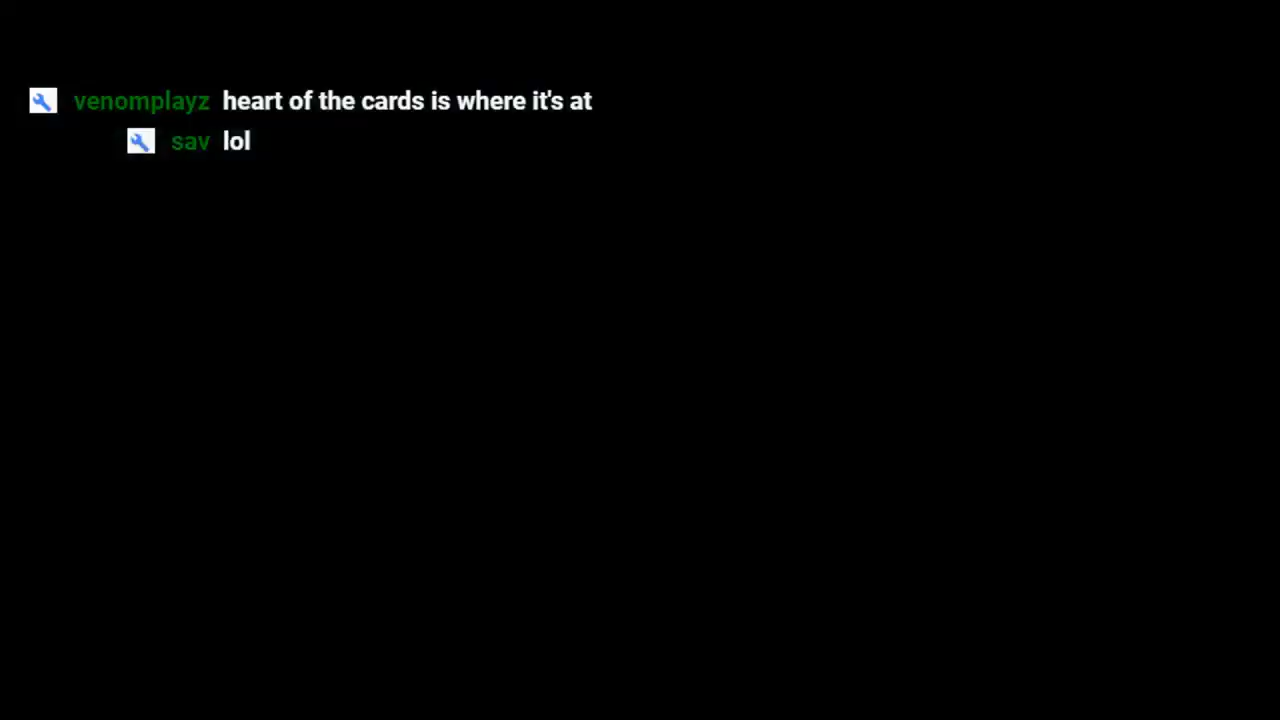 venomplayz heart of the cards is where it's at
sav lol